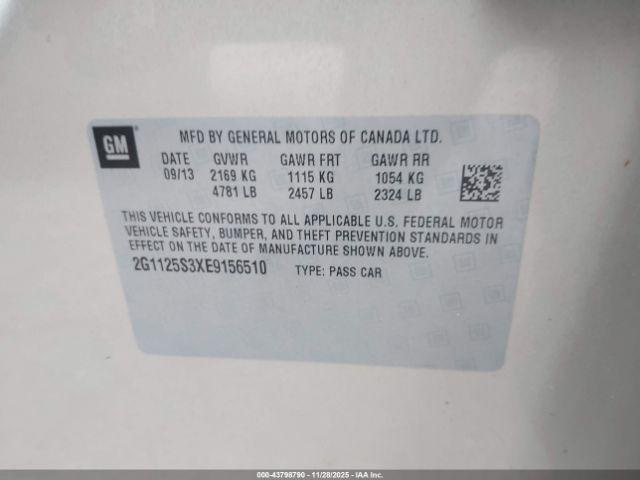 GM
MFD BY GENERAL MOTORS OF CANADA LTD.
DATE GVWR GAWR FRT GAWR RR
09/13 2169 KG 1115 KG 1054 KG
4781 LB 2457 LB 2324 LB
THIS VEHICLE CONFORMS TO ALL APPLICABLE U.S. FEDERAL MOTOR
VEHICLE SAFETY, BUMPER, AND THEFT PREVENTION STANDARDS IN
EFFECT ON THE DATE OF MANUFACTURE SHOWN ABOVE.
2G1125S3XE9156510 TYPE: PASS CAR
000-43798790 - 11/28/2025 - IAAI.COM